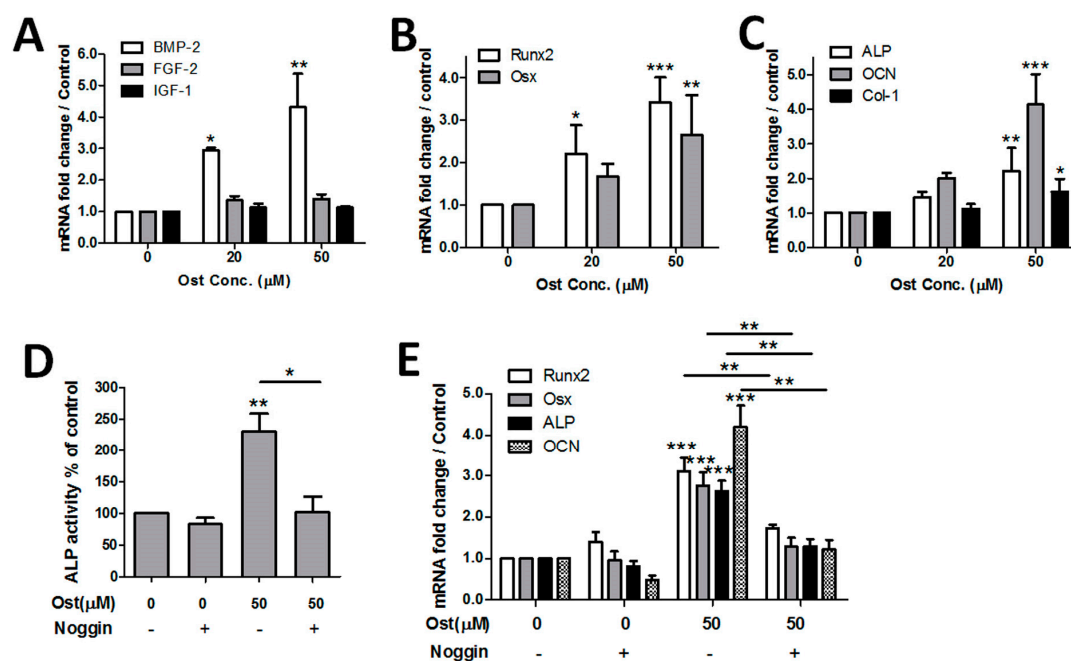 A
mRNA fold change / Control
6.0
5.0
4.0
3.0
2.0
1.0
0.0
BMP-2
FGF-2
IGF-1
*
**
0 20 50
Ost Conc. (μM)
B
mRNA fold change / control
4.0
3.0
2.0
1.0
0.0
Runx2
Osx
*
***
**
0 20 50
Ost Conc. (μM)
C
mRNA fold change / control
5.0
4.0
3.0
2.0
1.0
0.0
ALP
OCN
Col-1
**
***
*
0 20 50
Ost Conc. (μM)
D
ALP activity % of control
300
250
200
150
100
50
0
**
*
Ost(μM) 0 0 50 50
Noggin - + - +
E
mRNA fold change / Control
5.0
4.0
3.0
2.0
1.0
0.0
Runx2
Osx
ALP
OCN
**
**
**
**
***
***
***
***
Ost(μM) 0 0 50 50
Noggin - + - +